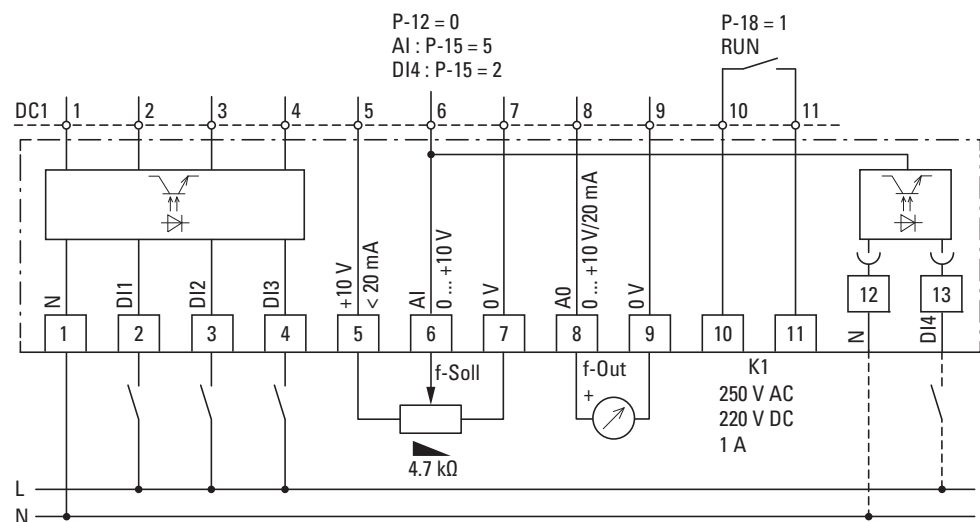 P-12 = 0
AI : P-15 = 5
DI4 : P-15 = 2
P-18 = 1
RUN
DC1 1 2 3 4 5 6 7 8 9 10 11
N
DI1
DI2
DI3
+10 V
< 20 mA
AI
0 ... +10 V
0 V
A0
0 ... +10 V/20 mA
0 V
12 13
N
DI4
1 2 3 4 5 6 7 8 9 10 11
f-Soll
f-Out
+
K1
250 V AC
220 V DC
1 A
4.7 kΩ
L
N